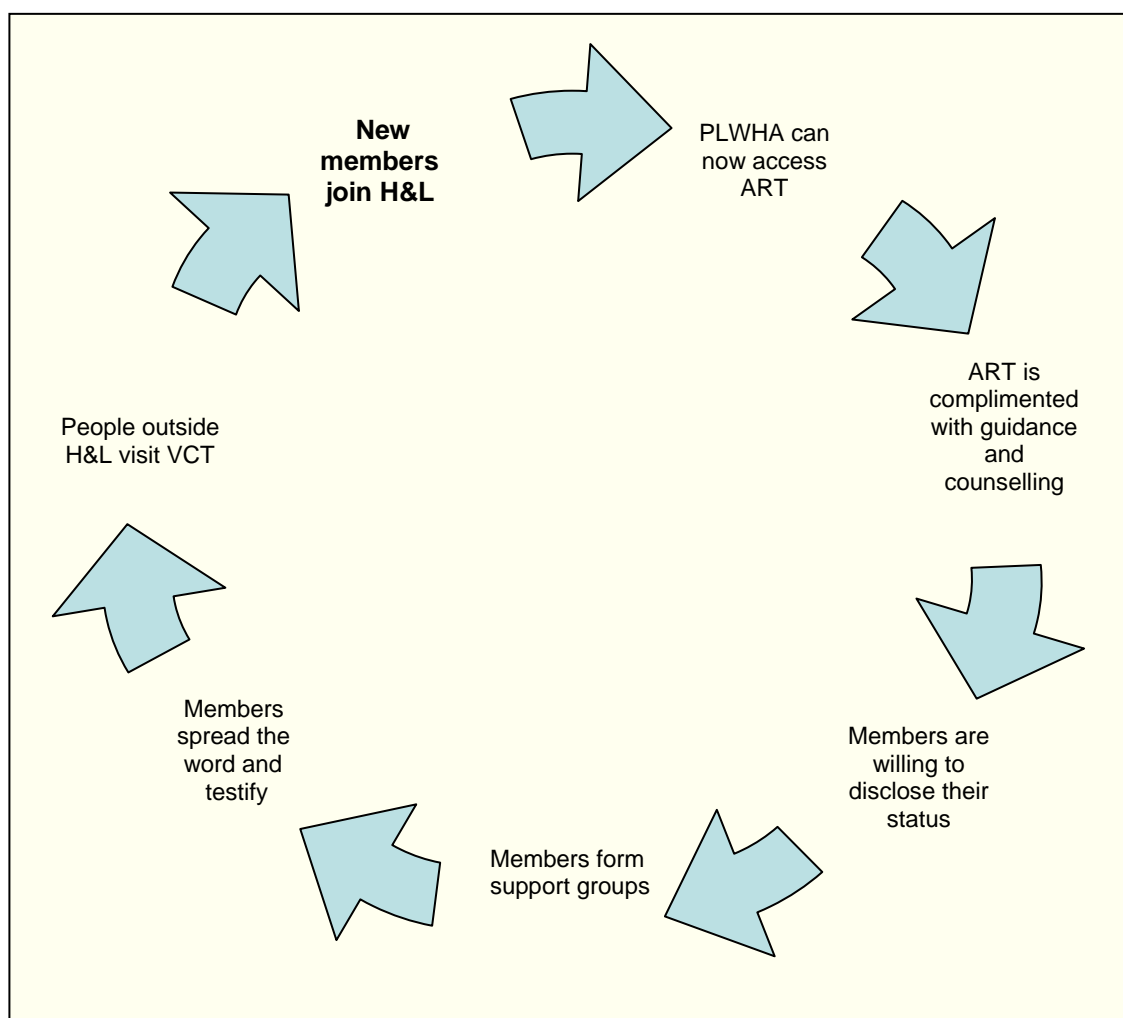 New
members
join H&L
PLWHA can
now access
ART
ART is
complimented
with guidance
and
counselling
Members are
willing to
disclose their
status
Members form
support groups
Members
spread the
word and
testify
People outside
H&L visit VCT